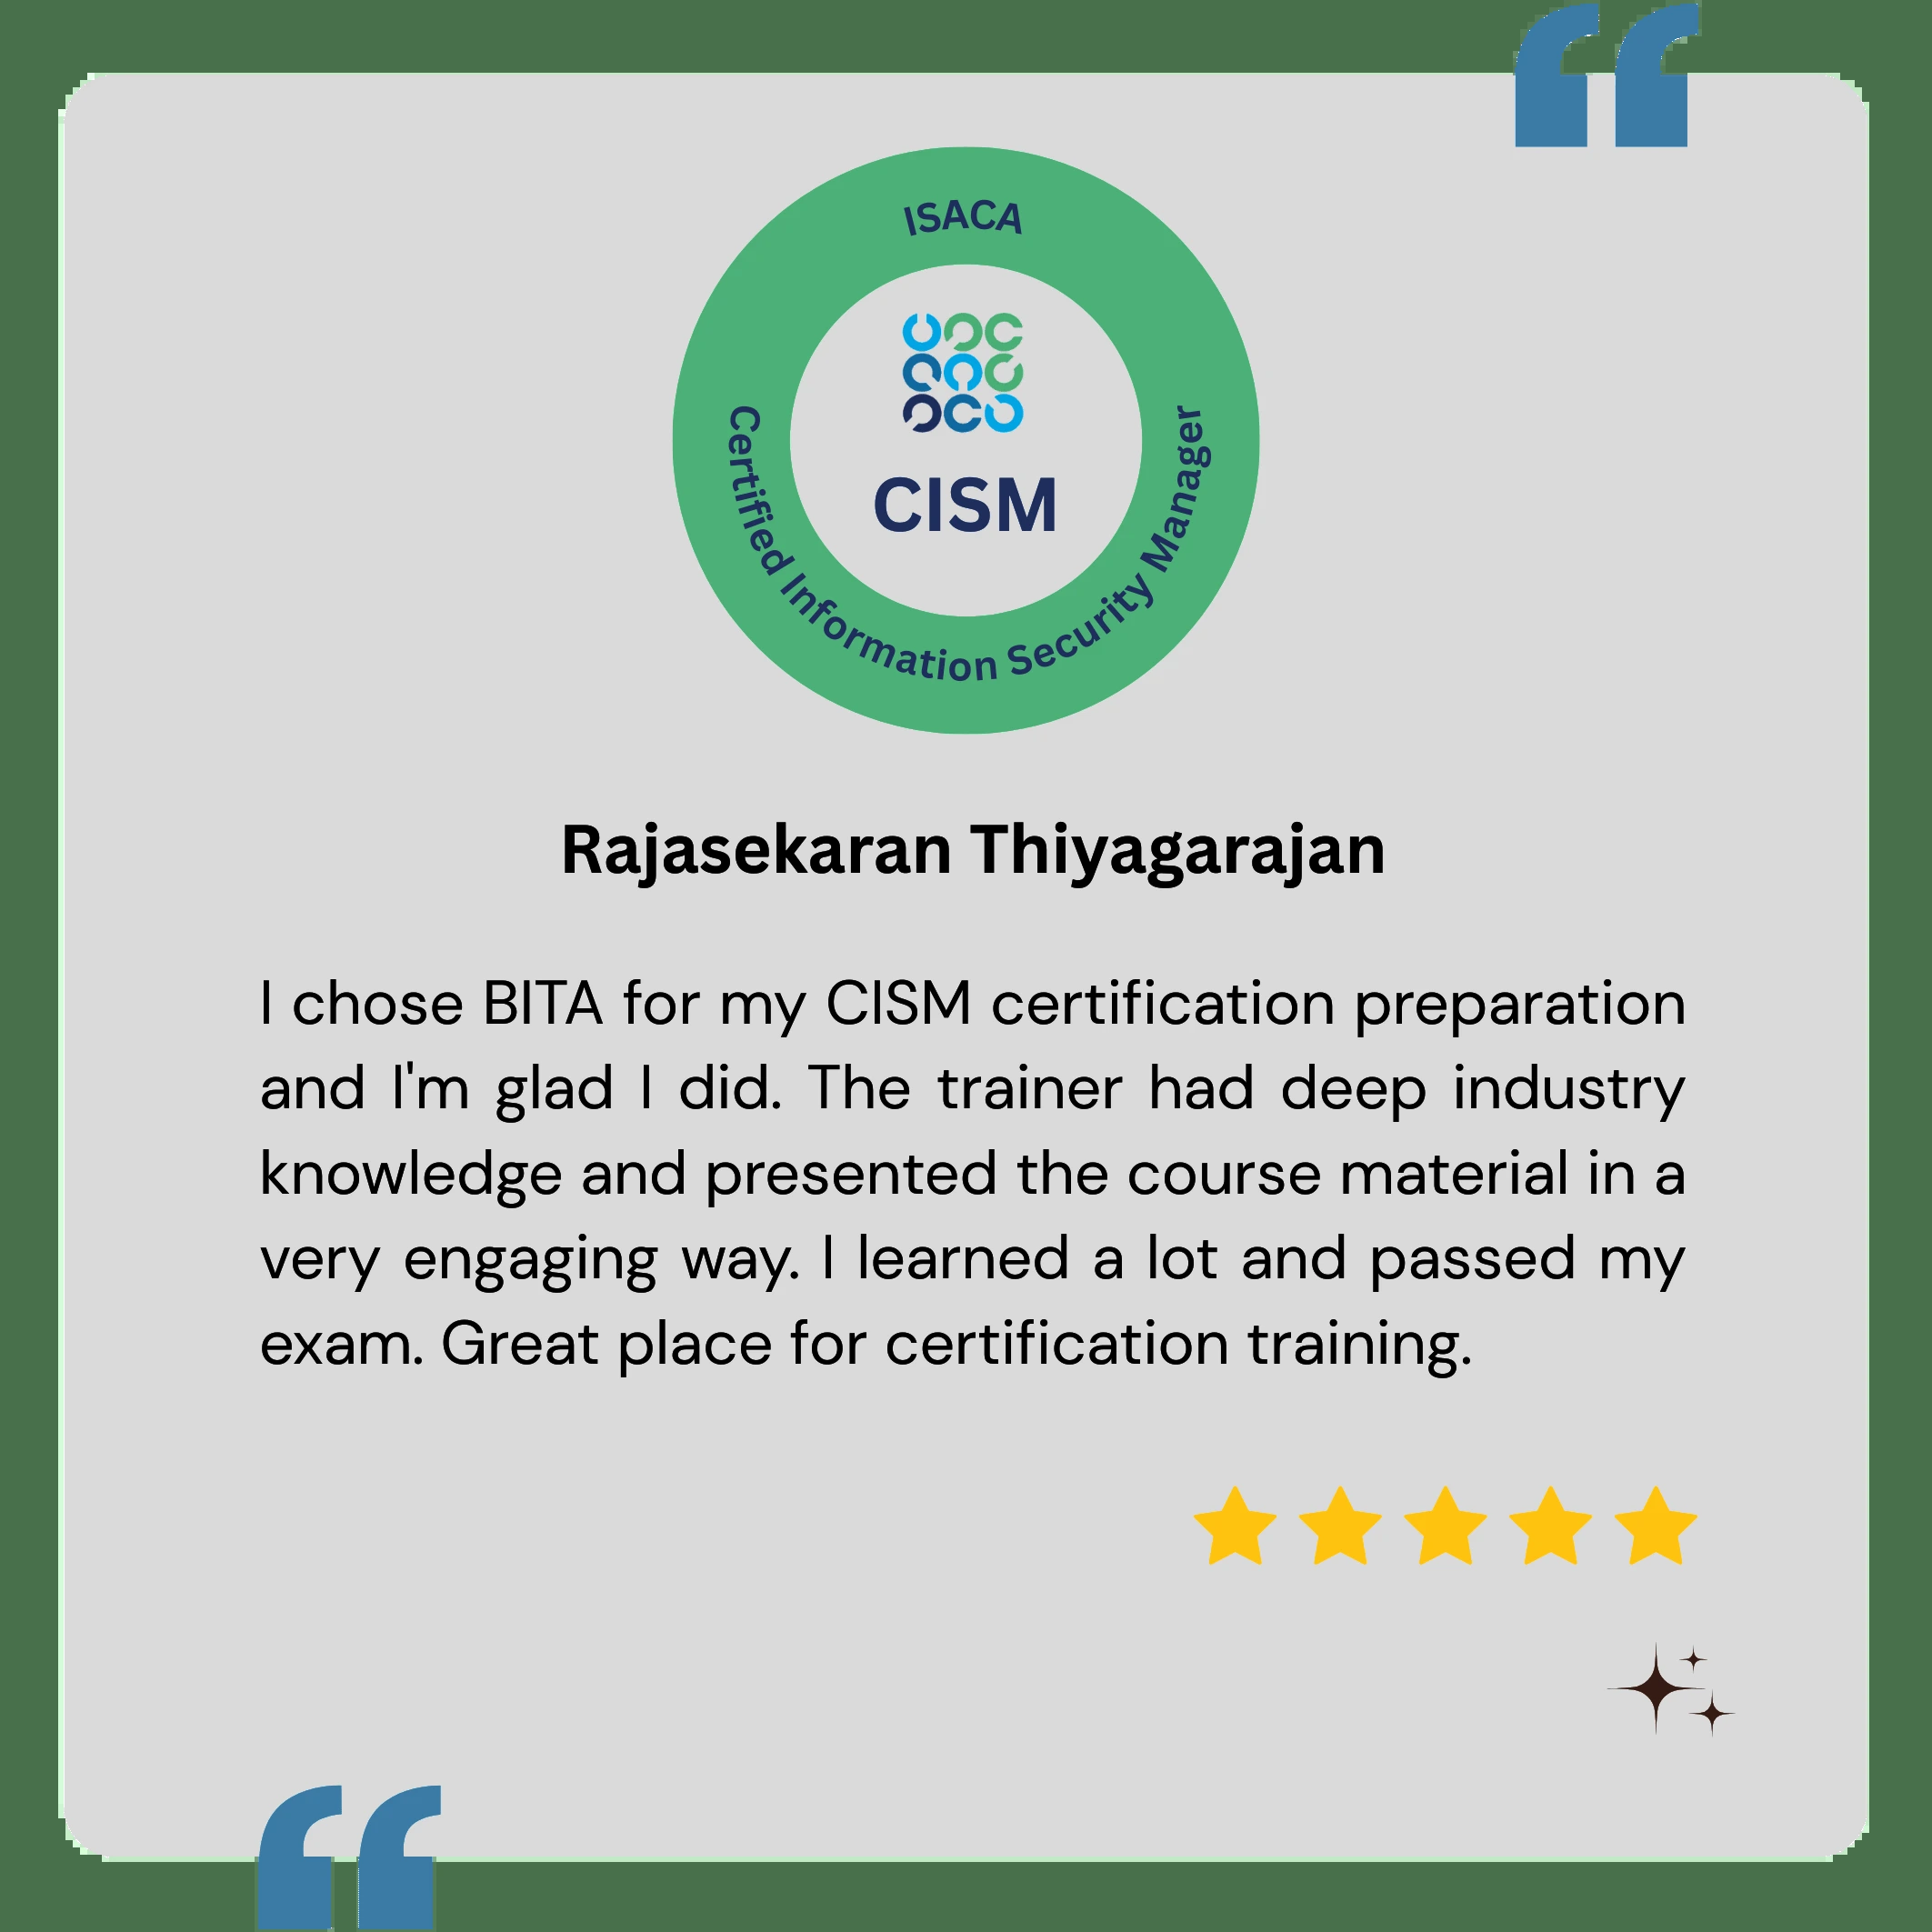 ISACA
CISM
Certified Information Security Manager
Rajasekaran Thiyagarajan
I chose BITA for my CISM certification preparation
and I'm glad I did. The trainer had deep industry
knowledge and presented the course material in a
very engaging way. I learned a lot and passed my
exam. Great place for certification training.